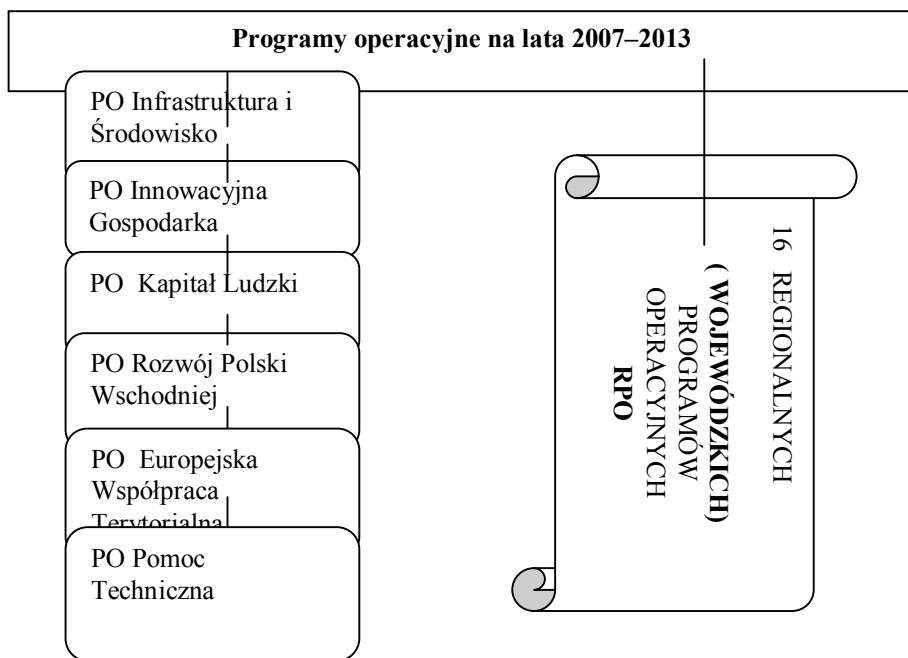 Programy operacyjne na lata 2007–2013
PO Infrastruktura i
Środowisko
PO Innowacyjna
Gospodarka
PO Kapitał Ludzki
PO Rozwój Polski
Wschodniej
PO Europejska
Współpraca
Terytorialna
PO Pomoc
Techniczna
16 REGIONALNYCH
( WOJEWÓDZKICH)
PROGRAMÓW
OPERACYJNYCH
RPO